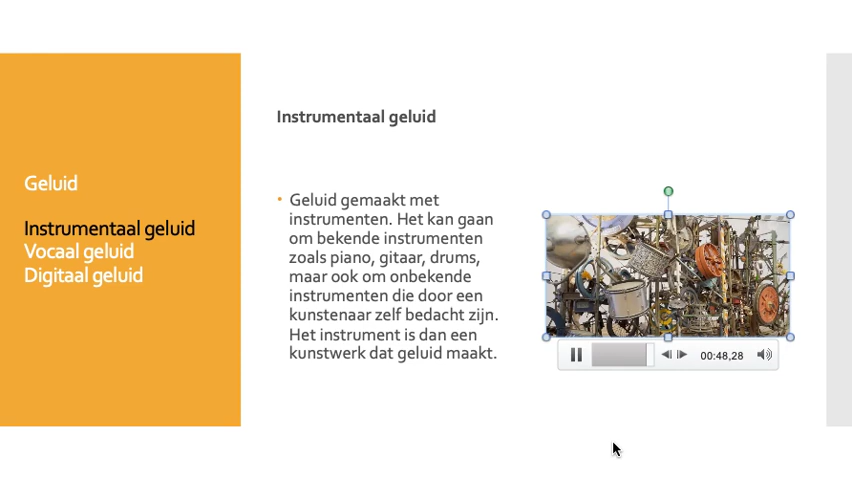 Geluid
Instrumentaal geluid
Vocaal geluid
Digitaal geluid
Instrumentaal geluid
• Geluid gemaakt met
instrumenten. Het kan gaan
om bekende instrumenten
zoals piano, gitaar, drums,
maar ook om onbekende
instrumenten die door een
kunstenaar zelf bedacht zijn.
Het instrument is dan een
kunstwerk dat geluid maakt.
00:48,28